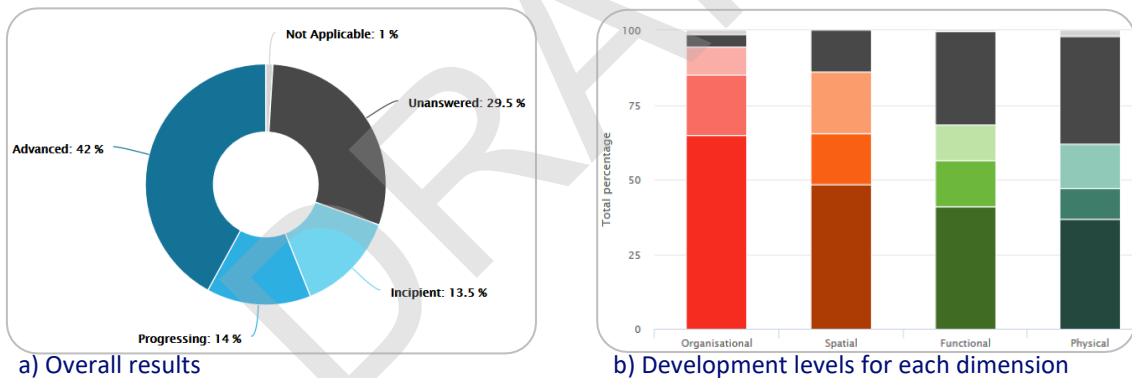 Not Applicable: 1 %
Unanswered: 29.5 %
Advanced: 42 %
Incipient: 13.5 %
Progressing: 14 %
a) Overall results
100
75
50
25
0
Total percentage
Organisational
Spatial
Functional
Physical
b) Development levels for each dimension
DRA